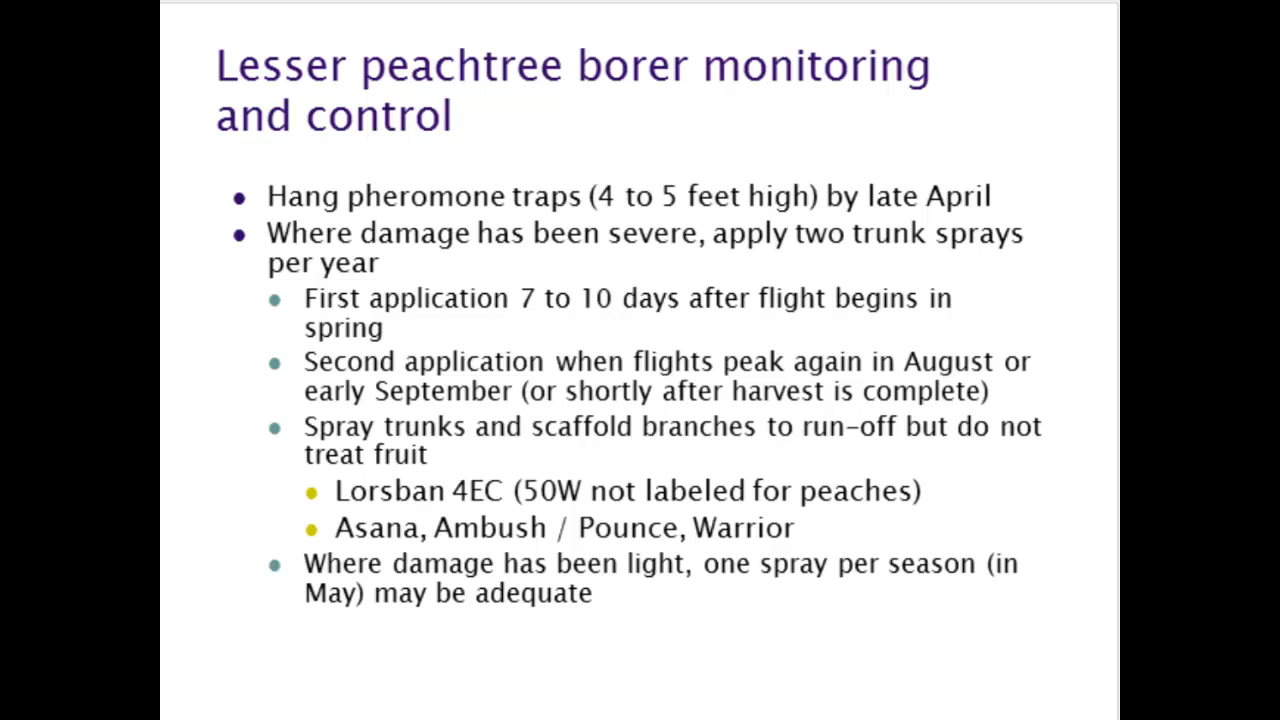 Lesser peachtree borer monitoring
and control
• Hang pheromone traps (4 to 5 feet high) by late April
• Where damage has been severe, apply two trunk sprays
per year
• First application 7 to 10 days after flight begins in
spring
• Second application when flights peak again in August or
early September (or shortly after harvest is complete)
• Spray trunks and scaffold branches to run-off but do not
treat fruit
• Lorsban 4EC (50W not labeled for peaches)
• Asana, Ambush / Pounce, Warrior
• Where damage has been light, one spray per season (in
May) may be adequate